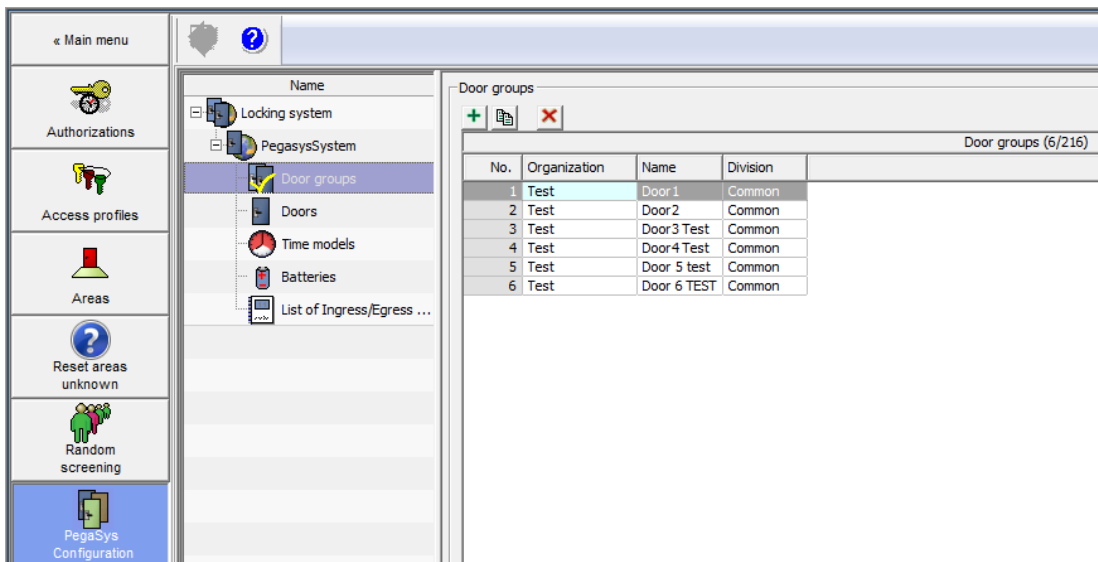 « Main menu
Authorizations
Access profiles
Areas
Reset areas
unknown
Random
screening
PegaSys
Configuration
Name
Locking system
PegasysSystem
Door groups
Doors
Time models
Batteries
List of Ingress/Egress ...
Door groups
Door groups (6/216)
No. Organization Name Division
1 Test Door1 Common
2 Test Door2 Common
3 Test Door3 Test Common
4 Test Door4 Test Common
5 Test Door 5 test Common
6 Test Door 6 TEST Common